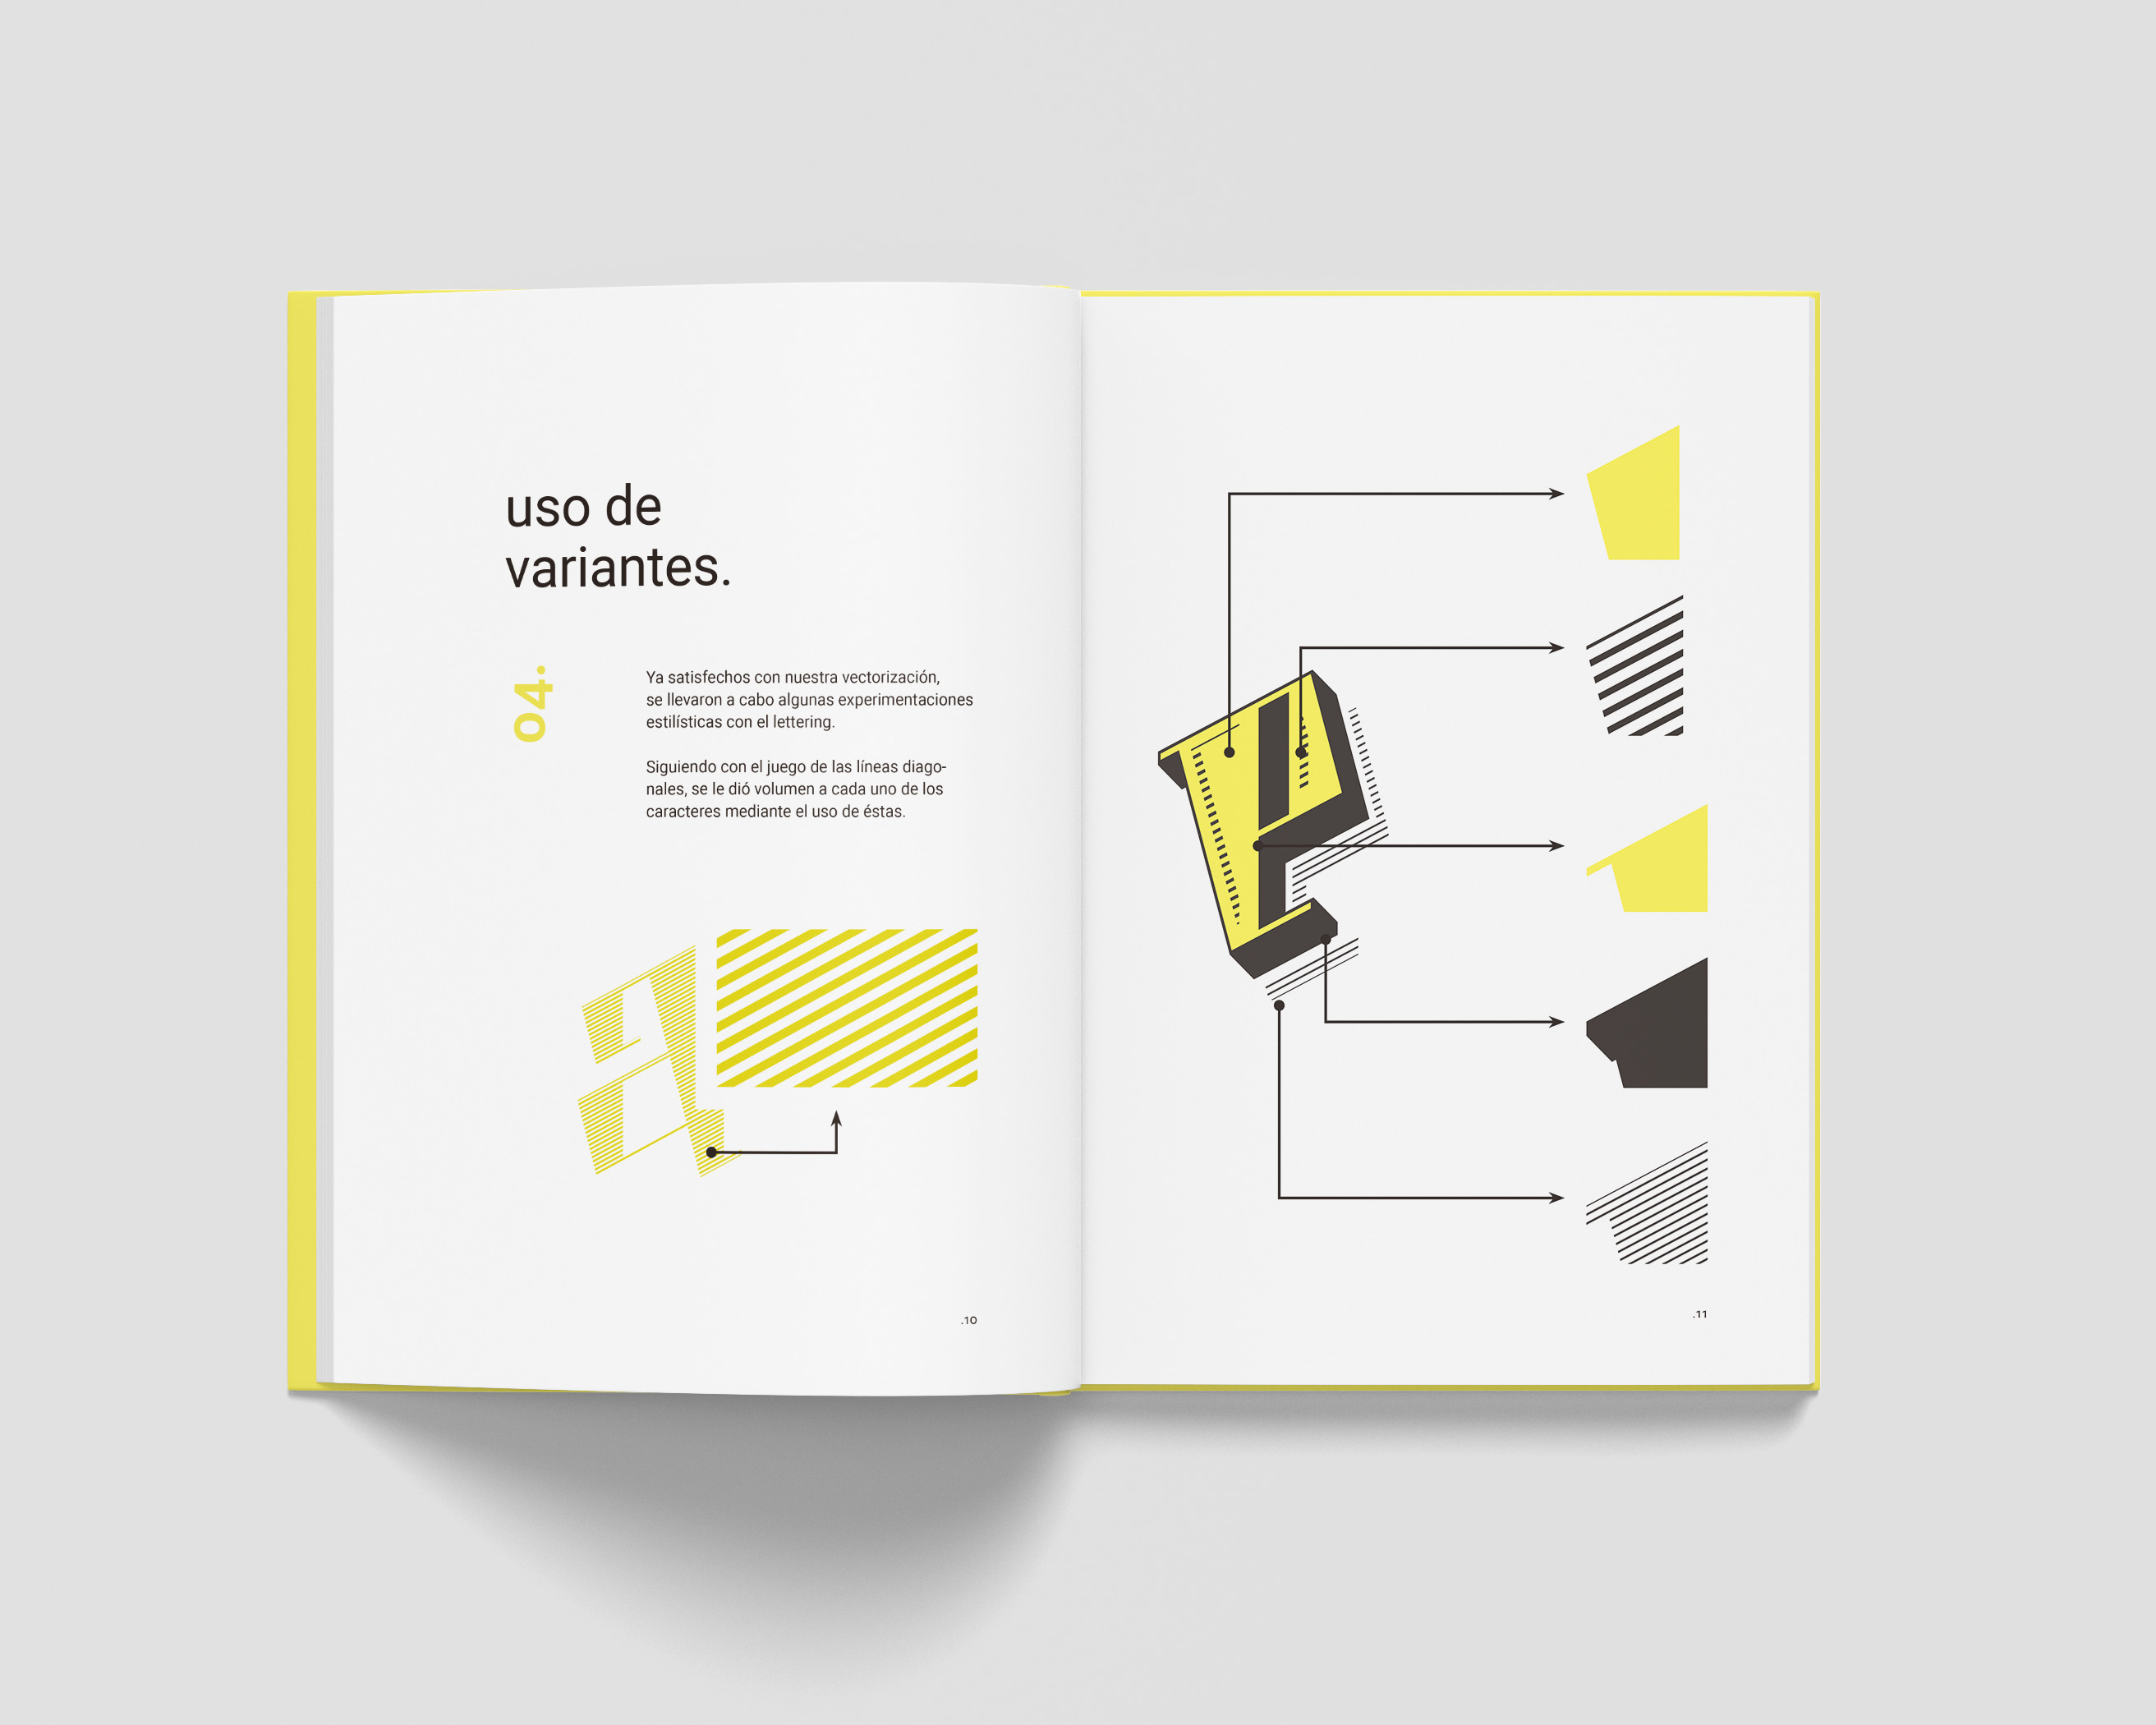 uso de
variantes.
04.
Ya satisfechos con nuestra vectorización,
se llevaron a cabo algunas experimentaciones
estilísticas con el lettering.
Siguiendo con el juego de las líneas diago-
nales, se le dió volumen a cada uno de los
caracteres mediante el uso de éstas.
.10
.11